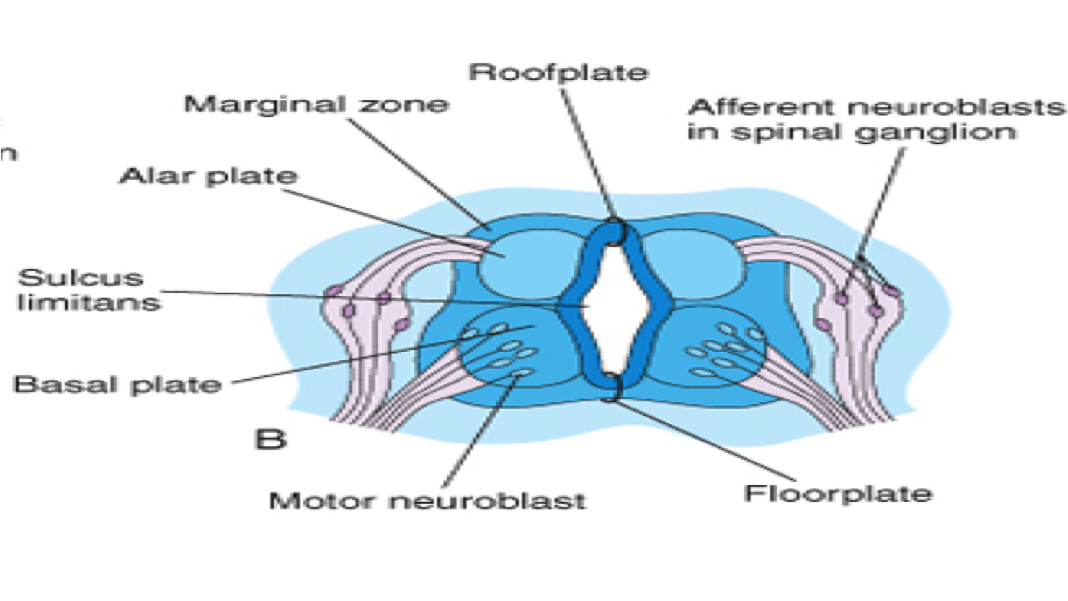 Roofplate
Marginal zone
Afferent neuroblasts
in spinal ganglion
n
Alar plate
Sulcus
limitans
Basal plate
B
Motor neuroblast
Floorplate